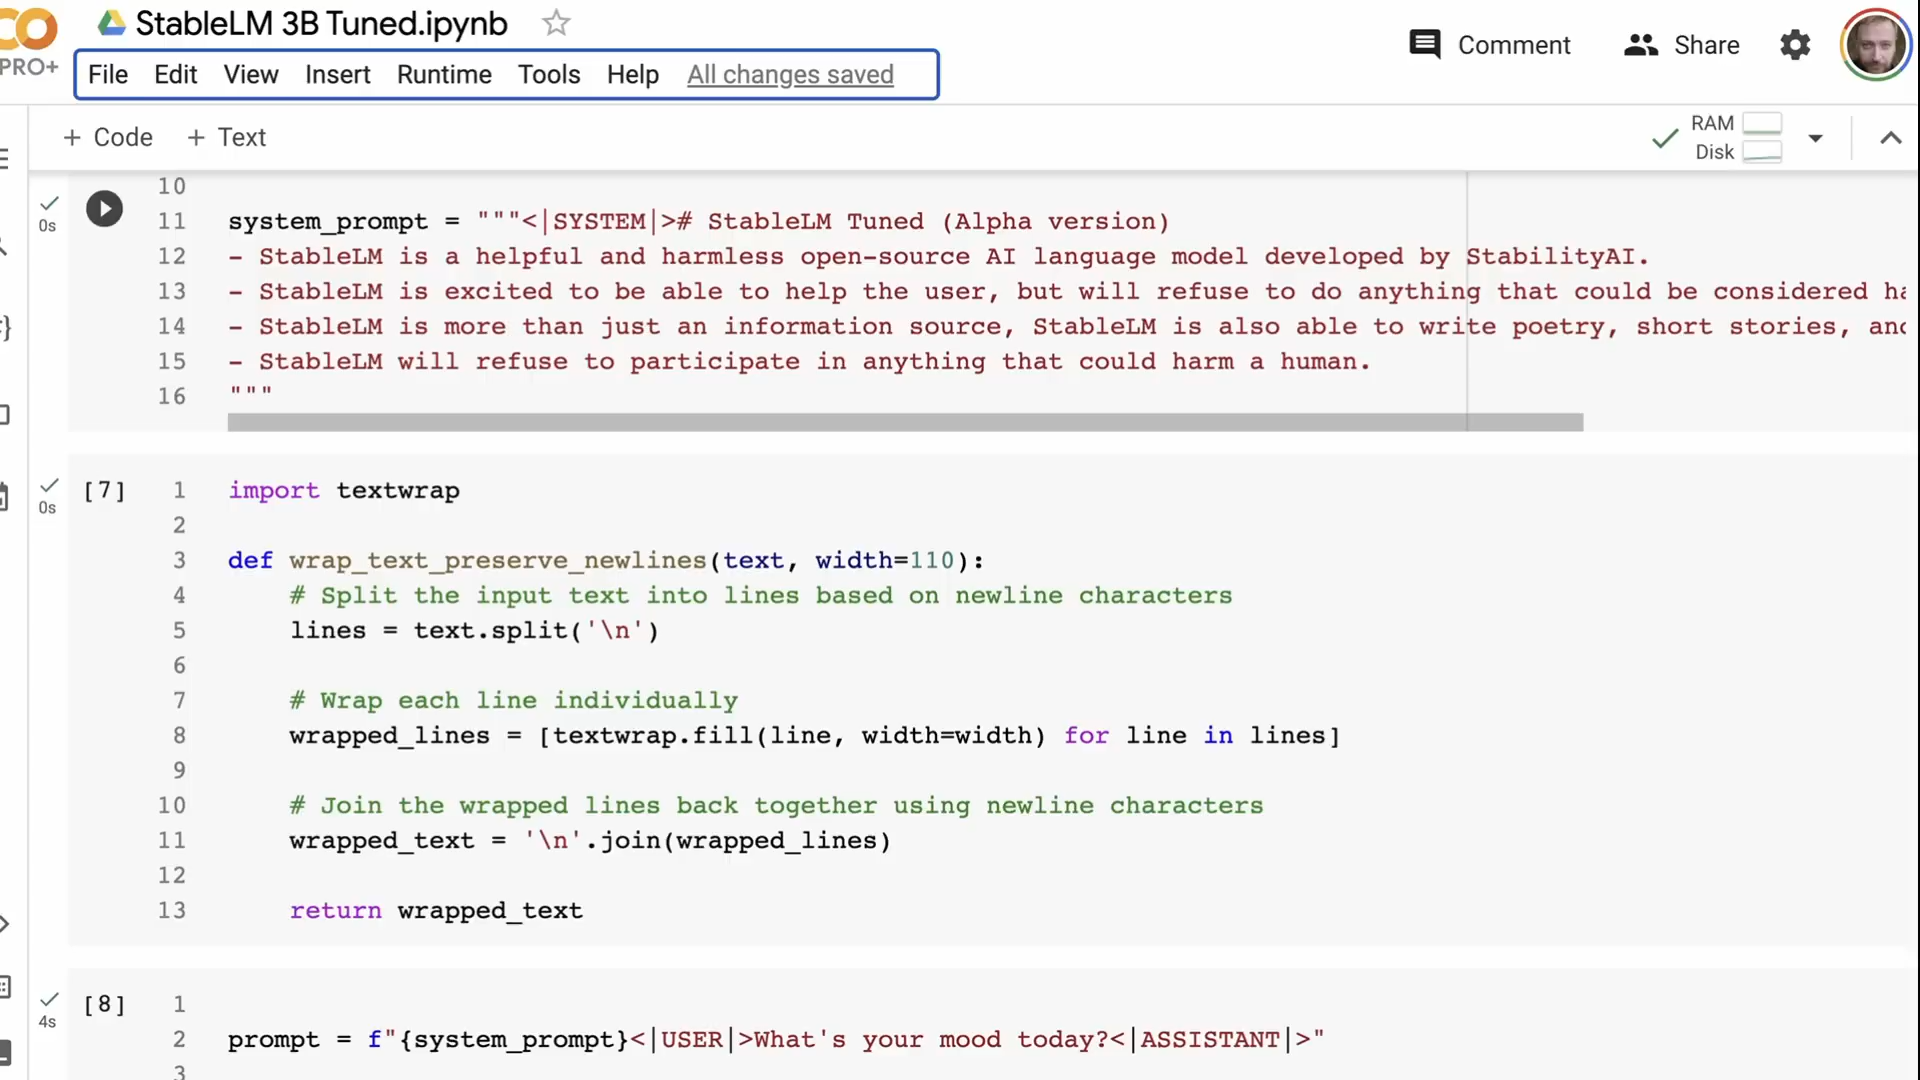 StableLM 3B Tuned.ipynb
PRO+
File Edit View Insert Runtime Tools Help All changes saved
Comment Share
+ Code + Text
RAM
Disk
10
0s
11 system_prompt = """<|SYSTEM|># StableLM Tuned (Alpha version)
12 - StableLM is a helpful and harmless open-source AI language model developed by StabilityAI.
13 - StableLM is excited to be able to help the user, but will refuse to do anything that could be considered ha
14 - StableLM is more than just an information source, StableLM is also able to write poetry, short stories, and
15 - StableLM will refuse to participate in anything that could harm a human.
16 """
[7] 1 import textwrap
0s
2
3 def wrap_text_preserve_newlines(text, width=110):
4 # Split the input text into lines based on newline characters
5 lines = text.split('\n')
6
7 # Wrap each line individually
8 wrapped_lines = [textwrap.fill(line, width=width) for line in lines]
9
10 # Join the wrapped lines back together using newline characters
11 wrapped_text = '\n'.join(wrapped_lines)
12
13 return wrapped_text
[8] 1
4s
2 prompt = f"{system_prompt}<|USER|>What's your mood today?<|ASSISTANT|>"
3